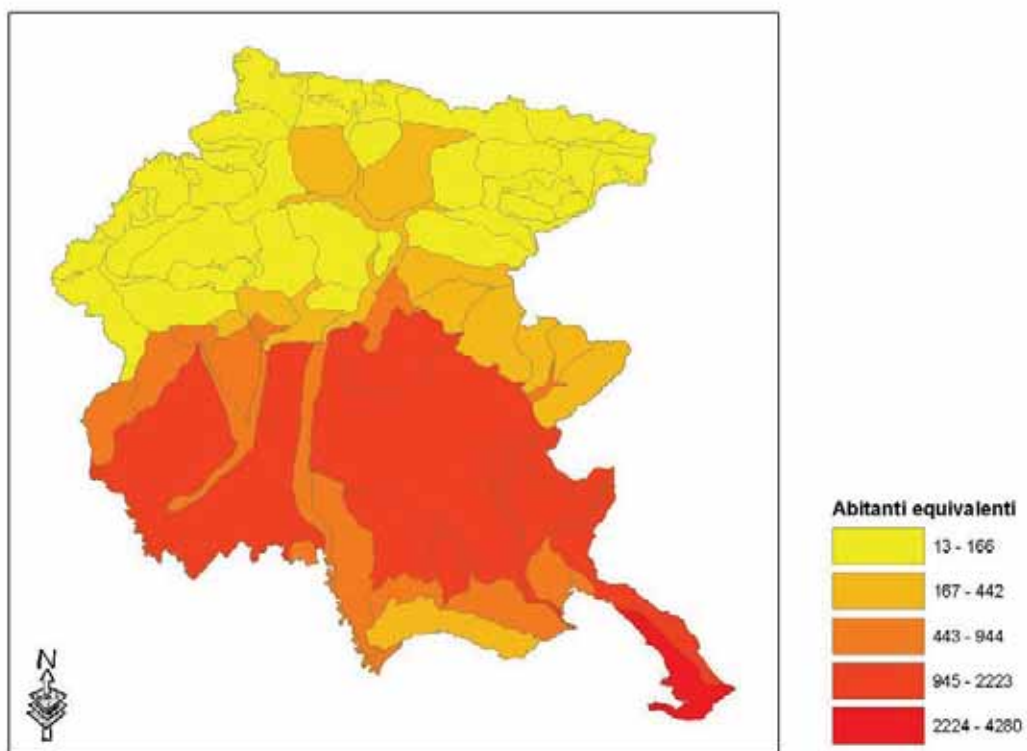 N
Abitanti equivalenti
13 - 166
167 - 442
443 - 944
945 - 2223
2224 - 4280